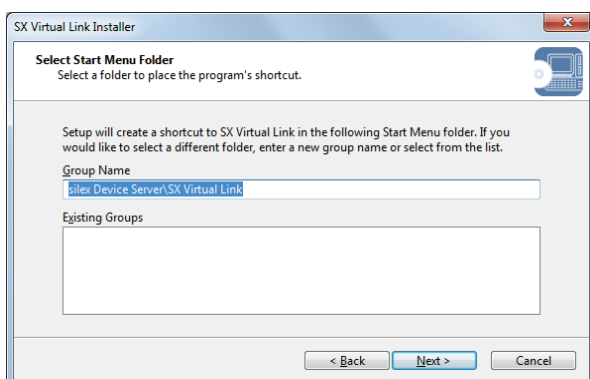 SX Virtual Link Installer
Select Start Menu Folder
Select a folder to place the program's shortcut.
Setup will create a shortcut to SX Virtual Link in the following Start Menu folder. If you
would like to select a different folder, enter a new group name or select from the list.
Group Name
silex Device Server\SX Virtual Link
Existing Groups
< Back
Next >
Cancel